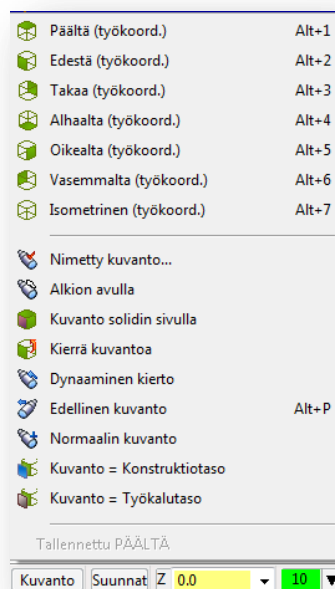 Päältä (työkoord.) Alt+1
Edestä (työkoord.) Alt+2
Takaa (työkoord.) Alt+3
Alhaalta (työkoord.) Alt+4
Oikealta (työkoord.) Alt+5
Vasemmalta (työkoord.) Alt+6
Isometrinen (työkoord.) Alt+7
Nimetty kuvanto...
Alkion avulla
Kuvanto solidin sivulla
Kierrä kuvantoa
Dynaaminen kierto
Edellinen kuvanto Alt+P
Normaalin kuvanto
Kuvanto = Konstruktiotaso
Kuvanto = Työkalutaso
Tallennettu PÄÄLTÄ
Kuvanto Suunnat Z 0.0 10